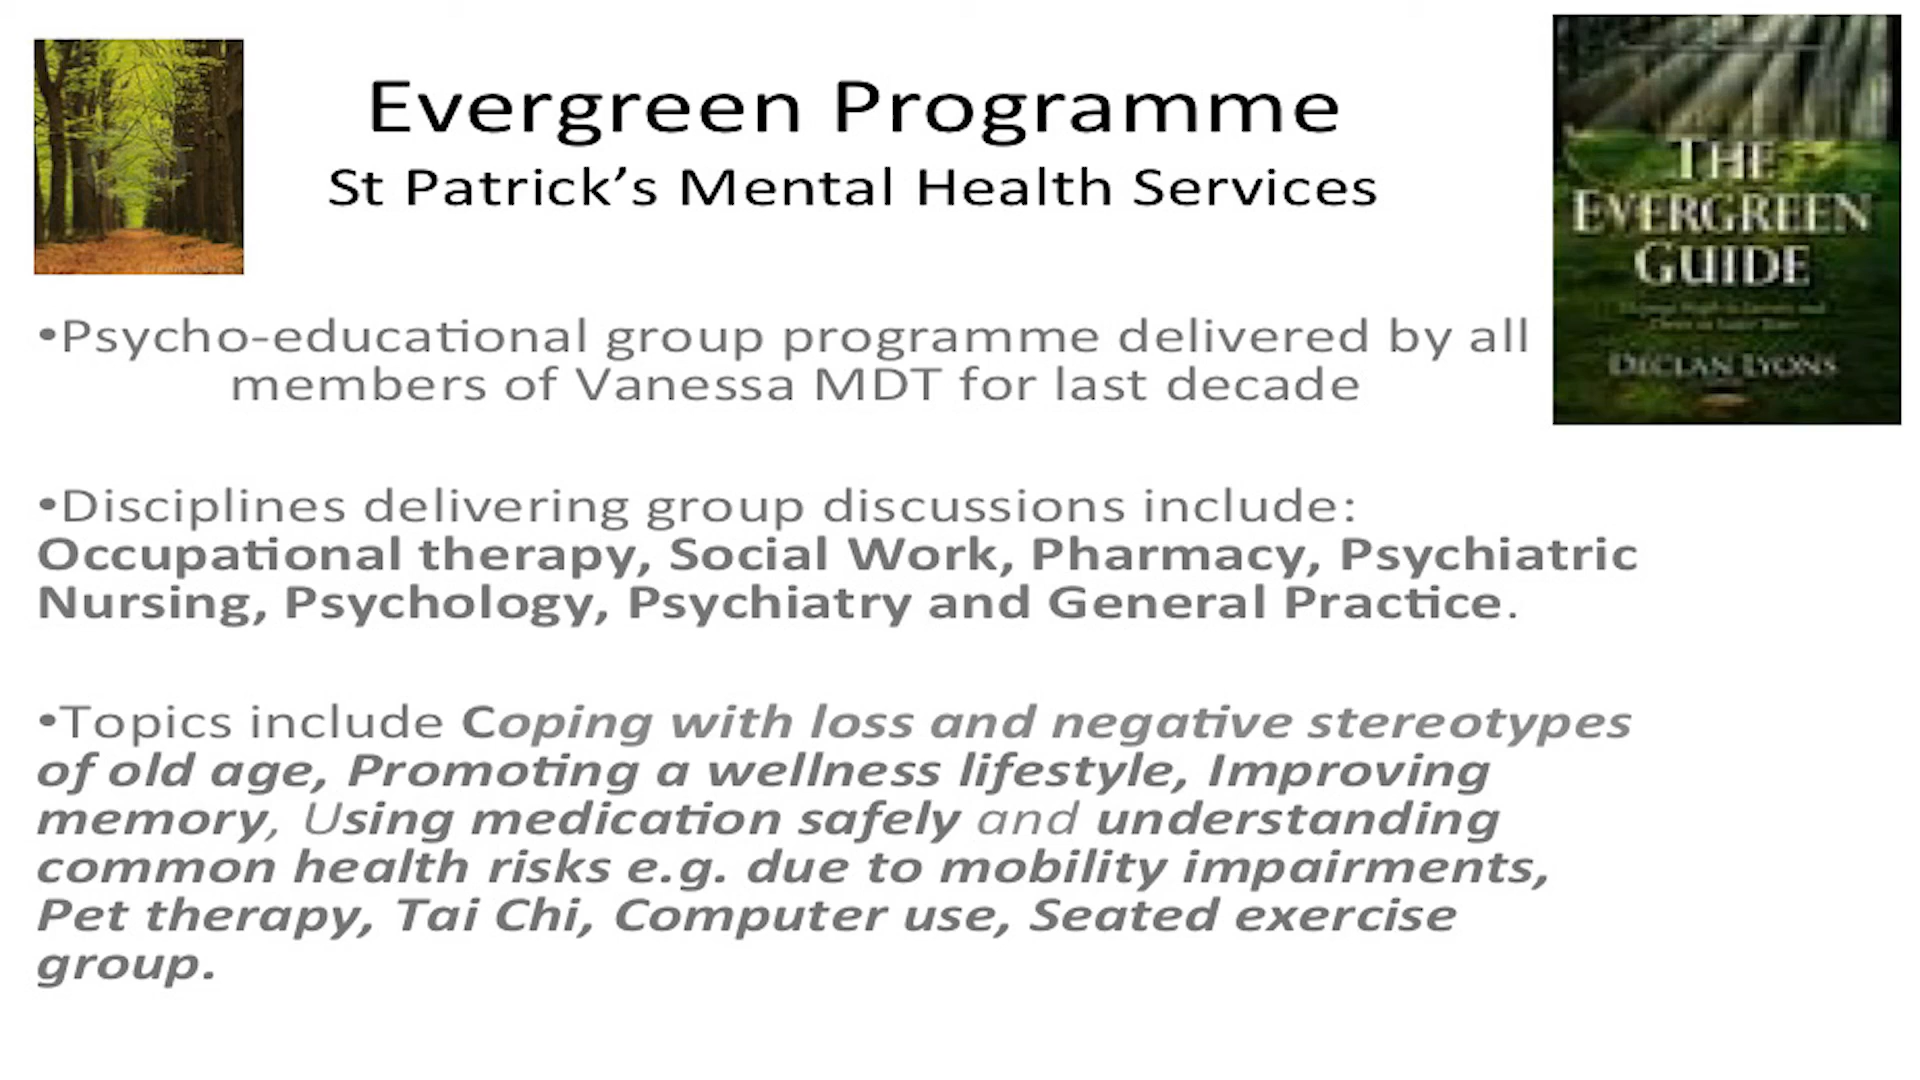 Evergreen Programme
St Patrick’s Mental Health Services
THE
EVERGREEN
GUIDE
DECLAN LYONS
•Psycho-educational group programme delivered by all
members of Vanessa MDT for last decade
•Disciplines delivering group discussions include:
Occupational therapy, Social Work, Pharmacy, Psychiatric
Nursing, Psychology, Psychiatry and General Practice.
•Topics include Coping with loss and negative stereotypes
of old age, Promoting a wellness lifestyle, Improving
memory, Using medication safely and understanding
common health risks e.g. due to mobility impairments,
Pet therapy, Tai Chi, Computer use, Seated exercise
group.